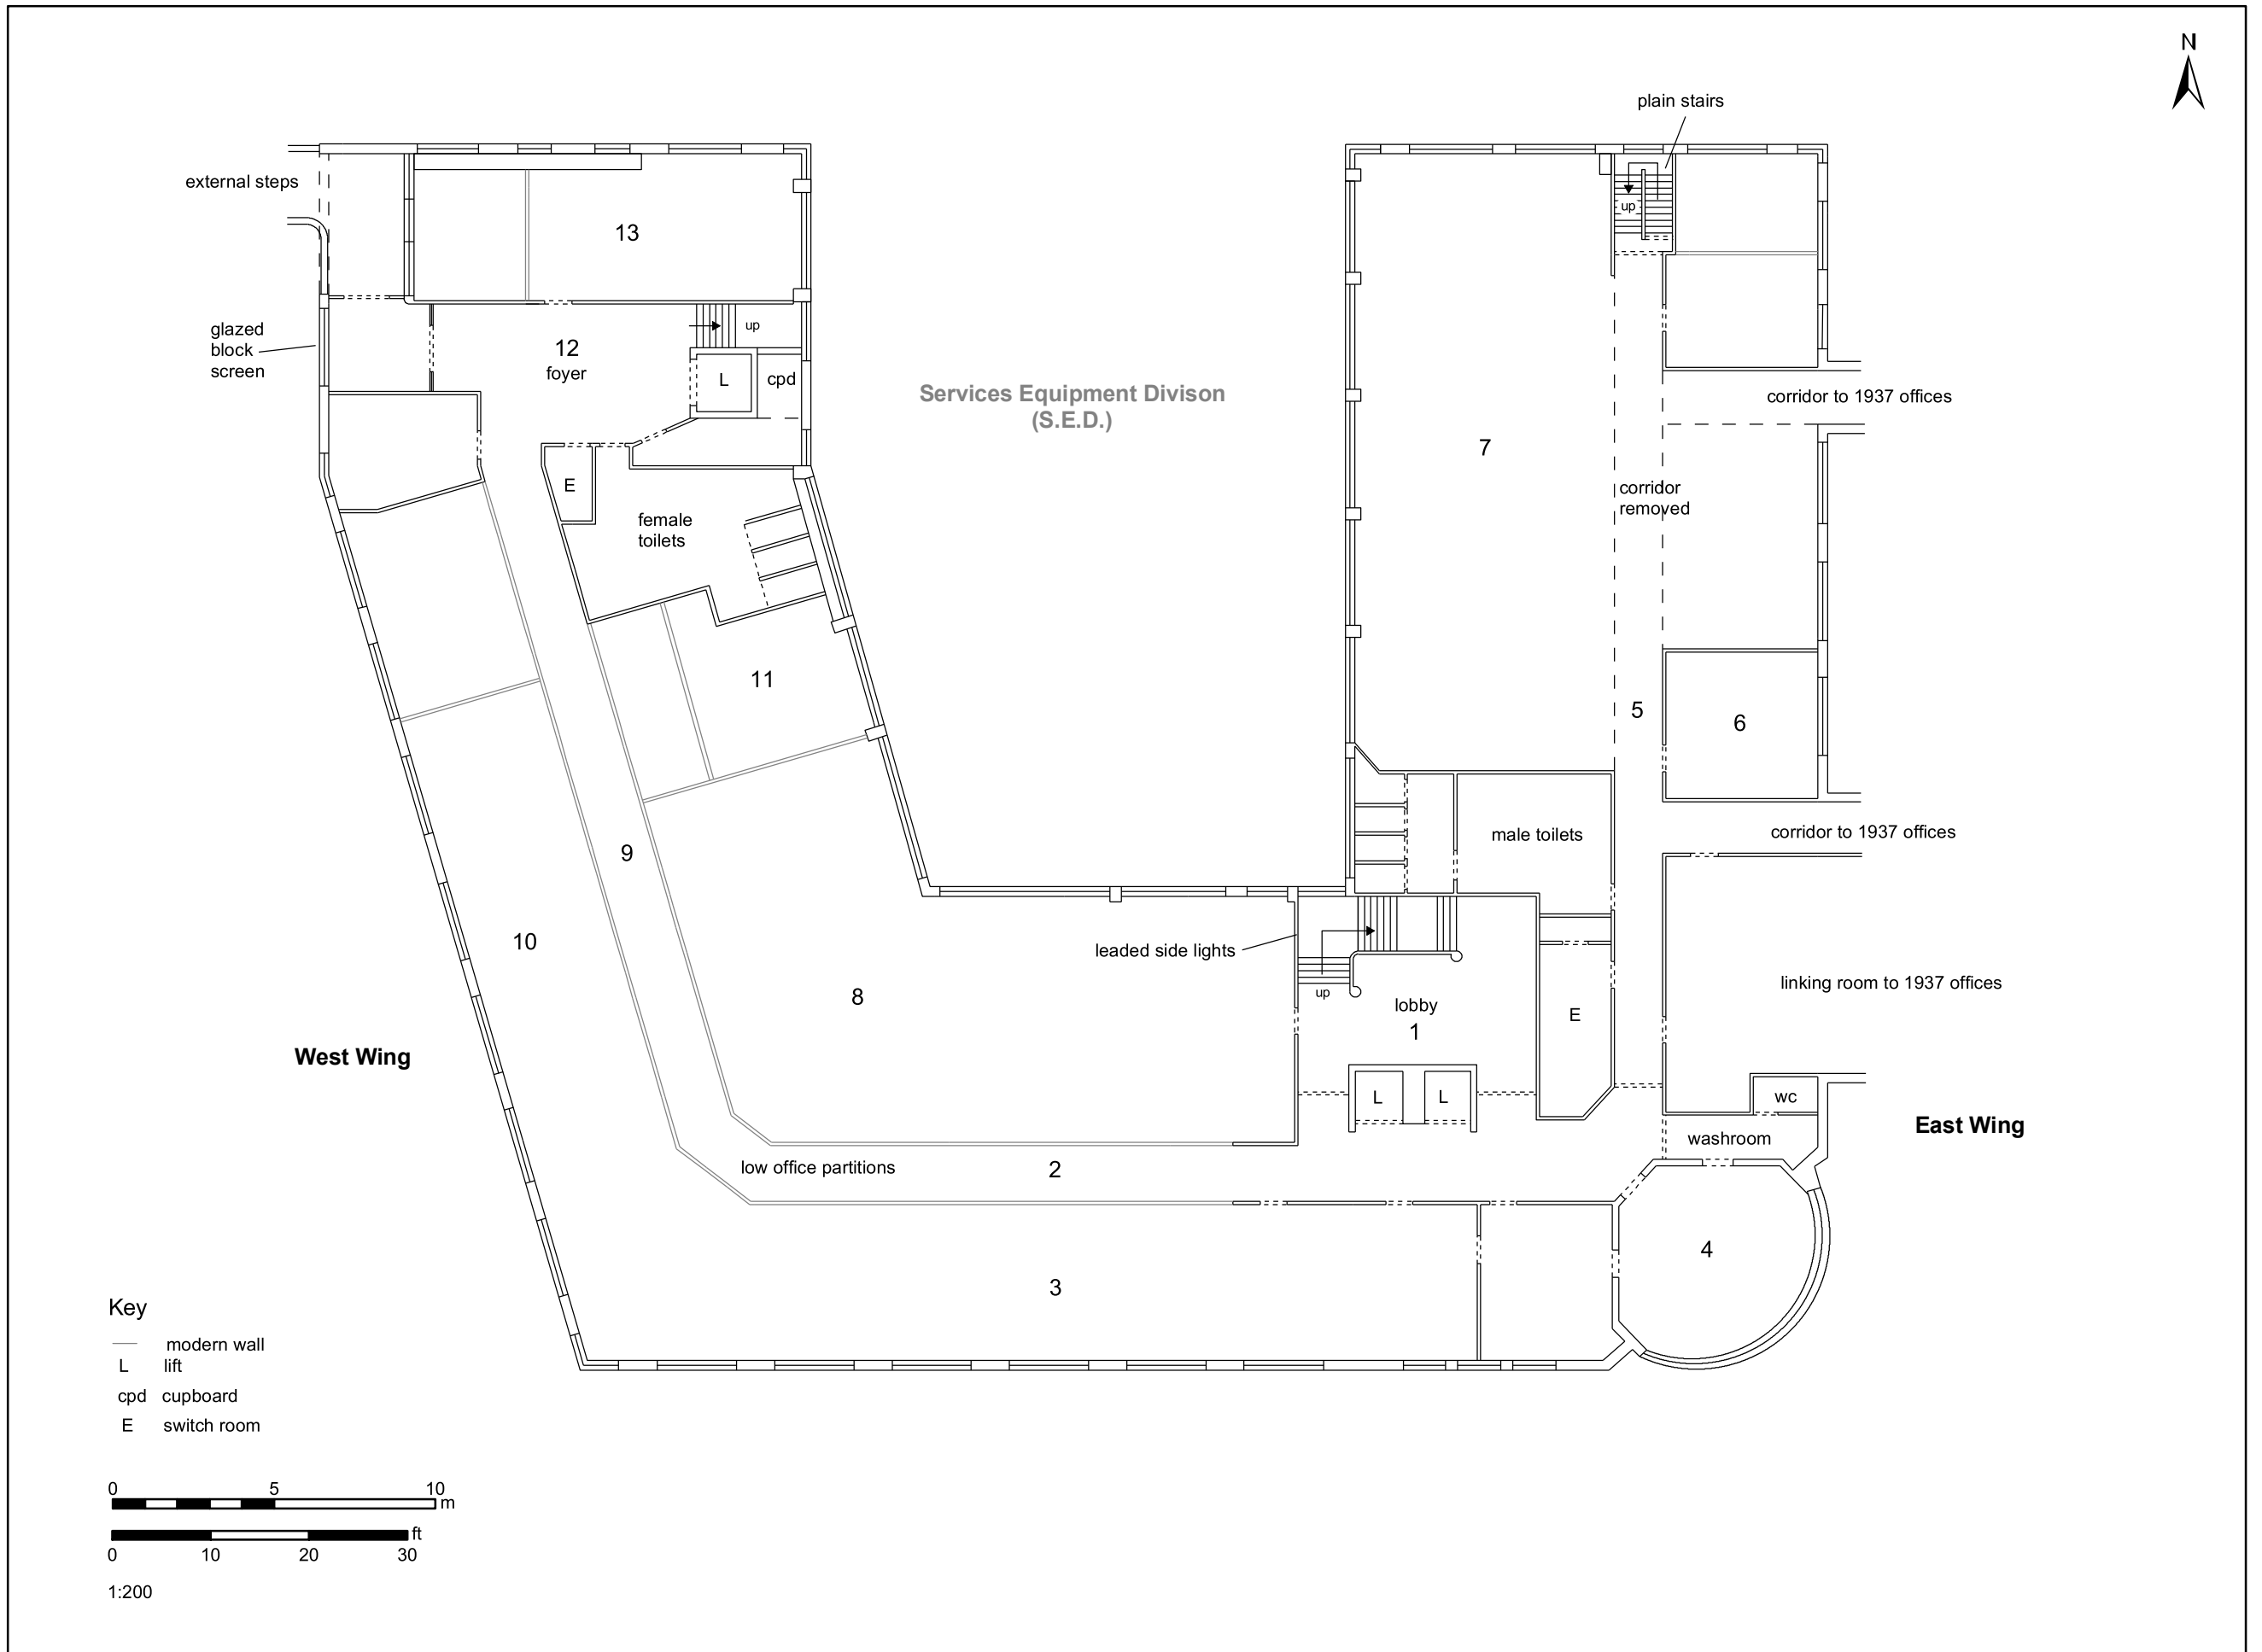 N
plain stairs
external steps
up
13
glazed
block
screen
12
foyer
up
L
cpd
Services Equipment Divison
(S.E.D.)
corridor to 1937 offices
7
E
female
toilets
corridor
removed
11
5
6
9
male toilets
corridor to 1937 offices
10
leaded side lights
8
up
lobby
1
E
linking room to 1937 offices
West Wing
L
L
wc
washroom
East Wing
low office partitions
2
3
4
Key
modern wall
L lift
cpd cupboard
E switch room
0 5 10
m
ft
0 10 20 30
1:200